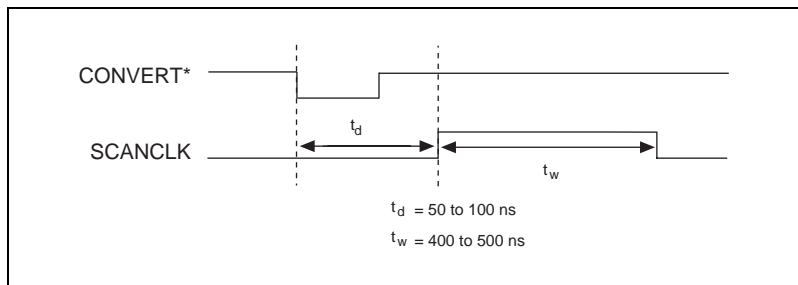 CONVERT*
t_d
SCANCLK
t_w
t_d = 50 to 100 ns
t_w = 400 to 500 ns